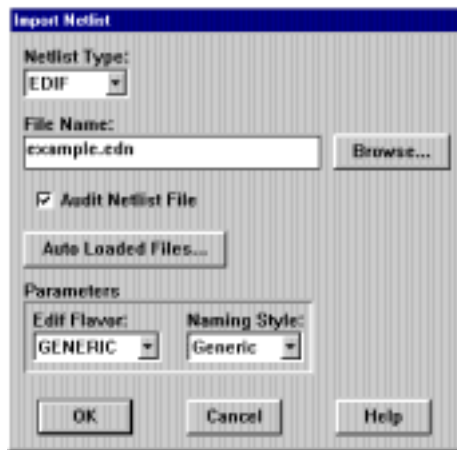 Import Netlist
Netlist Type:
EDIF
File Name:
example.edn
Browse...
Audit Netlist File
Auto Loaded Files...
Parameters
Edif Flavor: Naming Style:
GENERIC Generic
OK Cancel Help